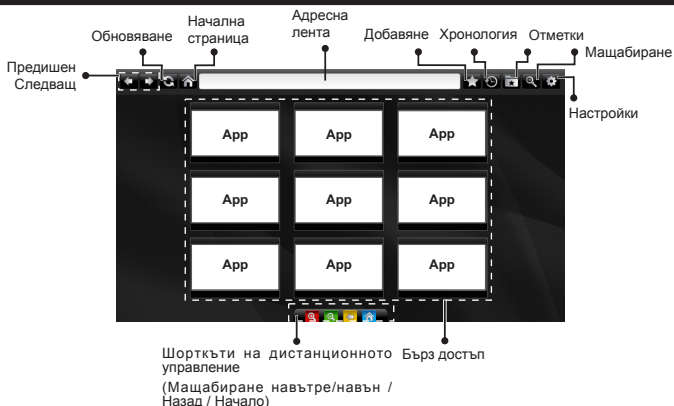 Обновяване
Начална
страница
Адресна
лента
Добавяне
Хронология
Отметки
Мащабиране
Предишен
Следващ
Настройки
App
App
App
App
App
App
App
App
App
Шорткъти на дистанционното
управление
(Мащабиране навътре/навън /
Назад / Начало)
Бърз достъп